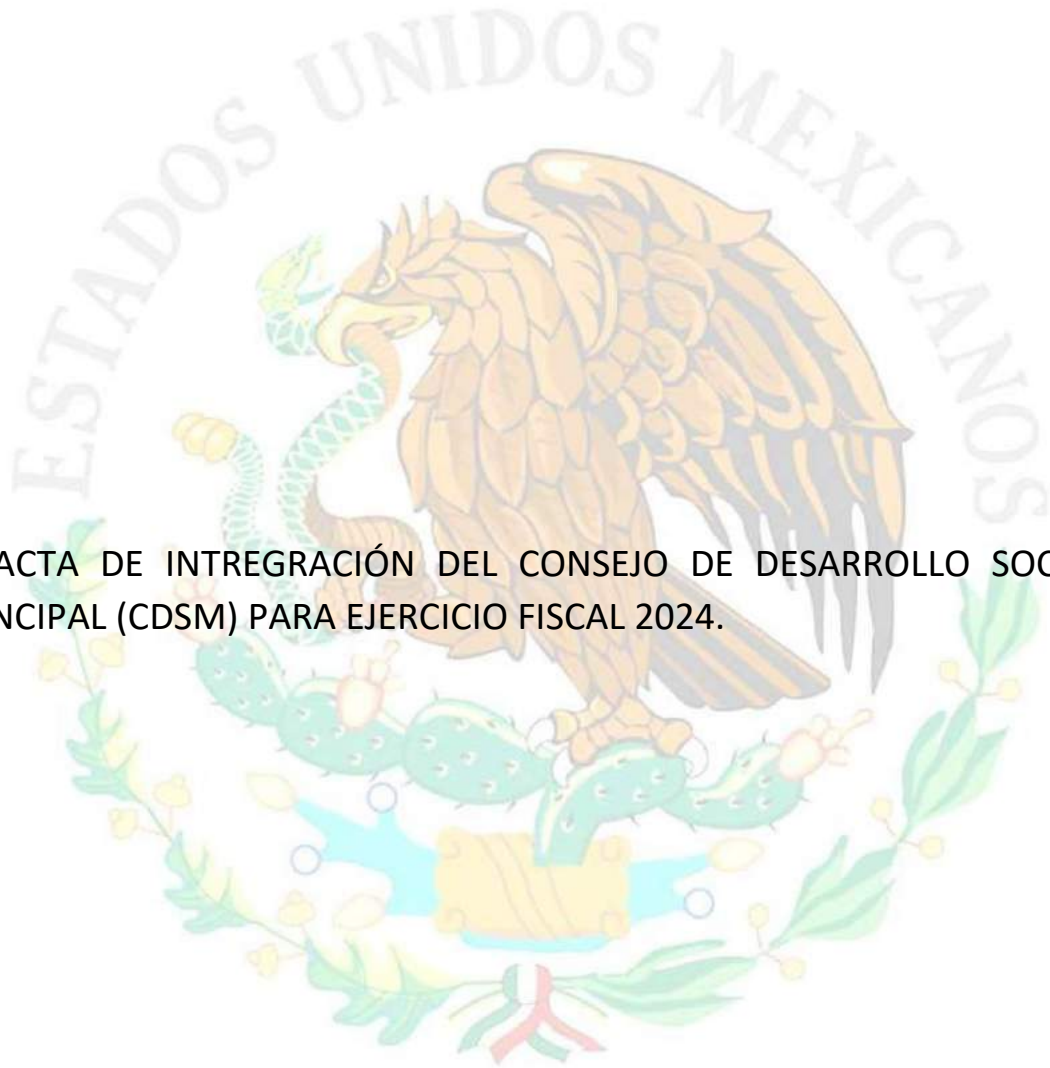 ESTADOS UNIDOS MEXICANOS
ACTA DE INTREGRACIÓN DEL CONSEJO DE DESARROLLO SOC
NCIPAL (CDSM) PARA EJERCICIO FISCAL 2024.